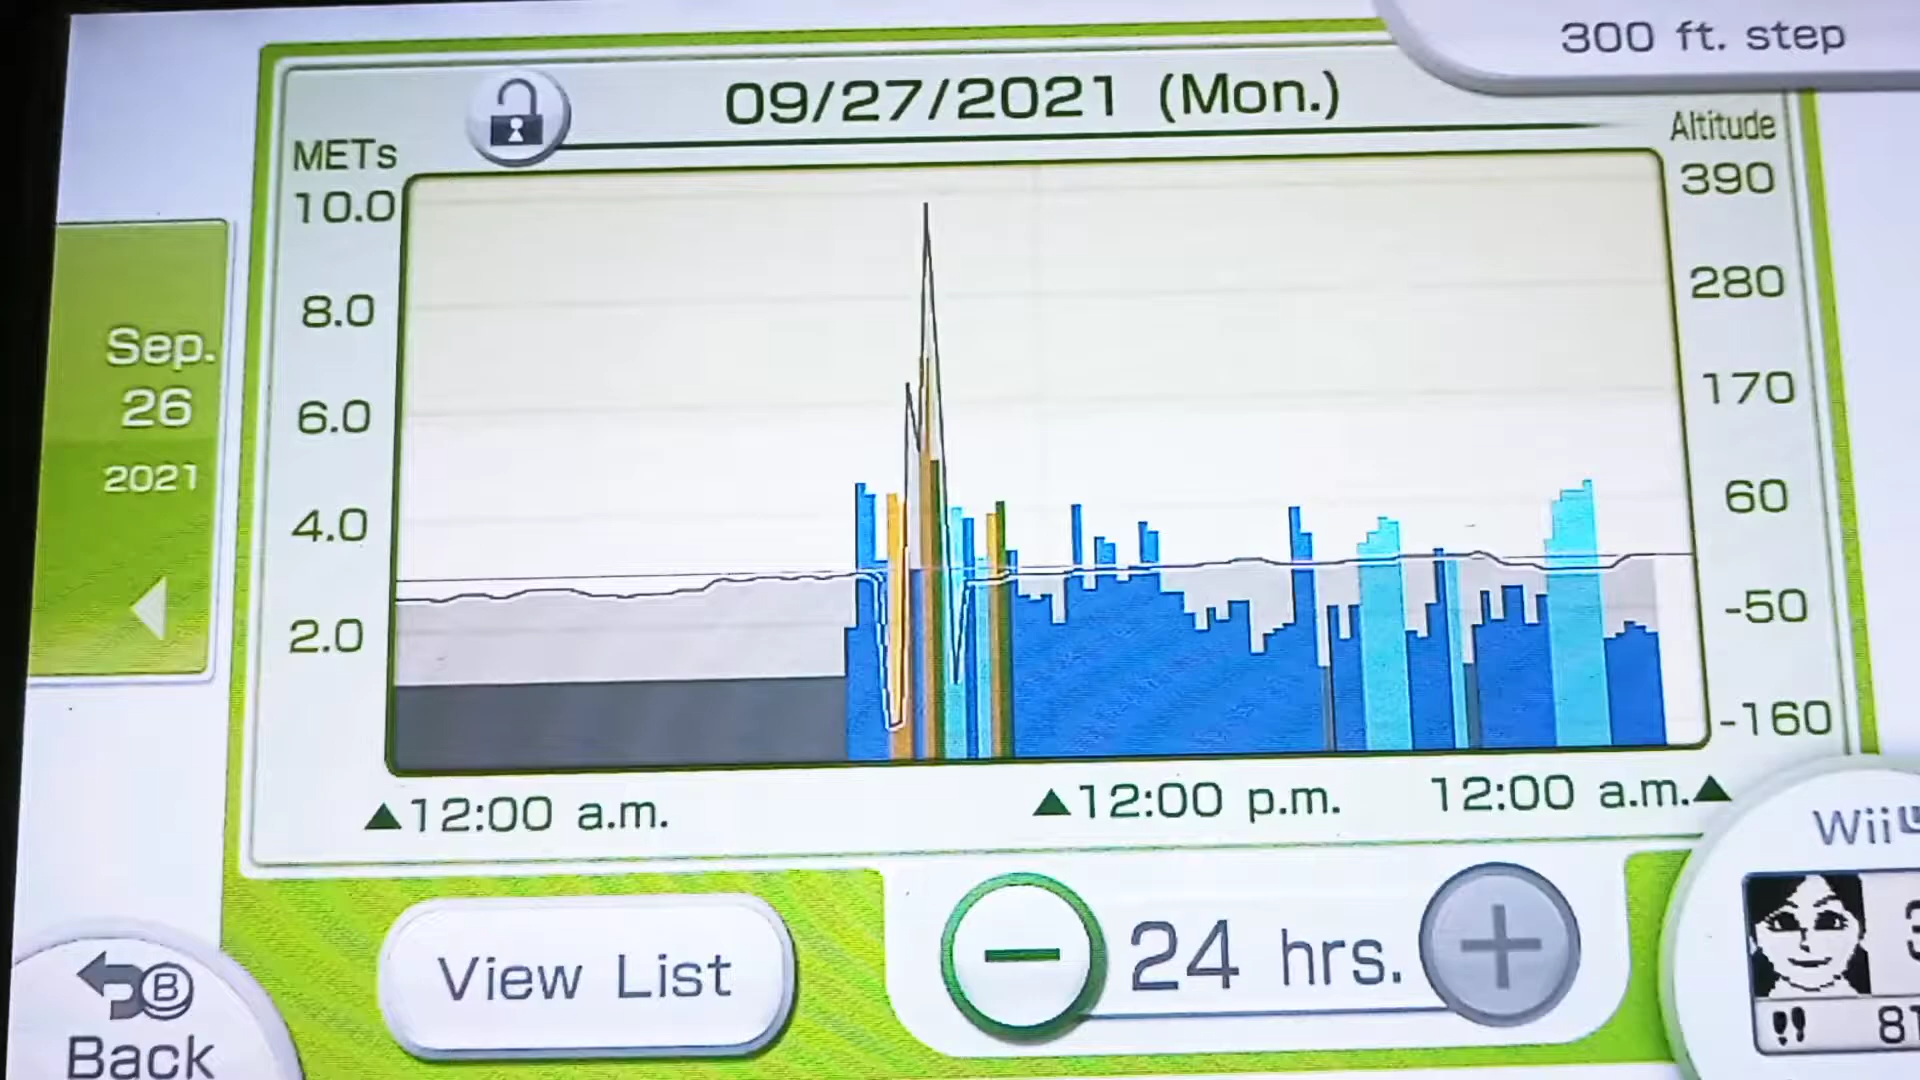 300 ft. step
09/27/2021 (Mon.)
METs
Altitude
10.0
8.0
6.0
4.0
2.0
390
280
170
60
-50
-160
Sep.
26
2021
▲12:00 a.m.
▲12:00 p.m.
12:00 a.m.▲
View List
24 hrs.
B
Back
Wii U
81